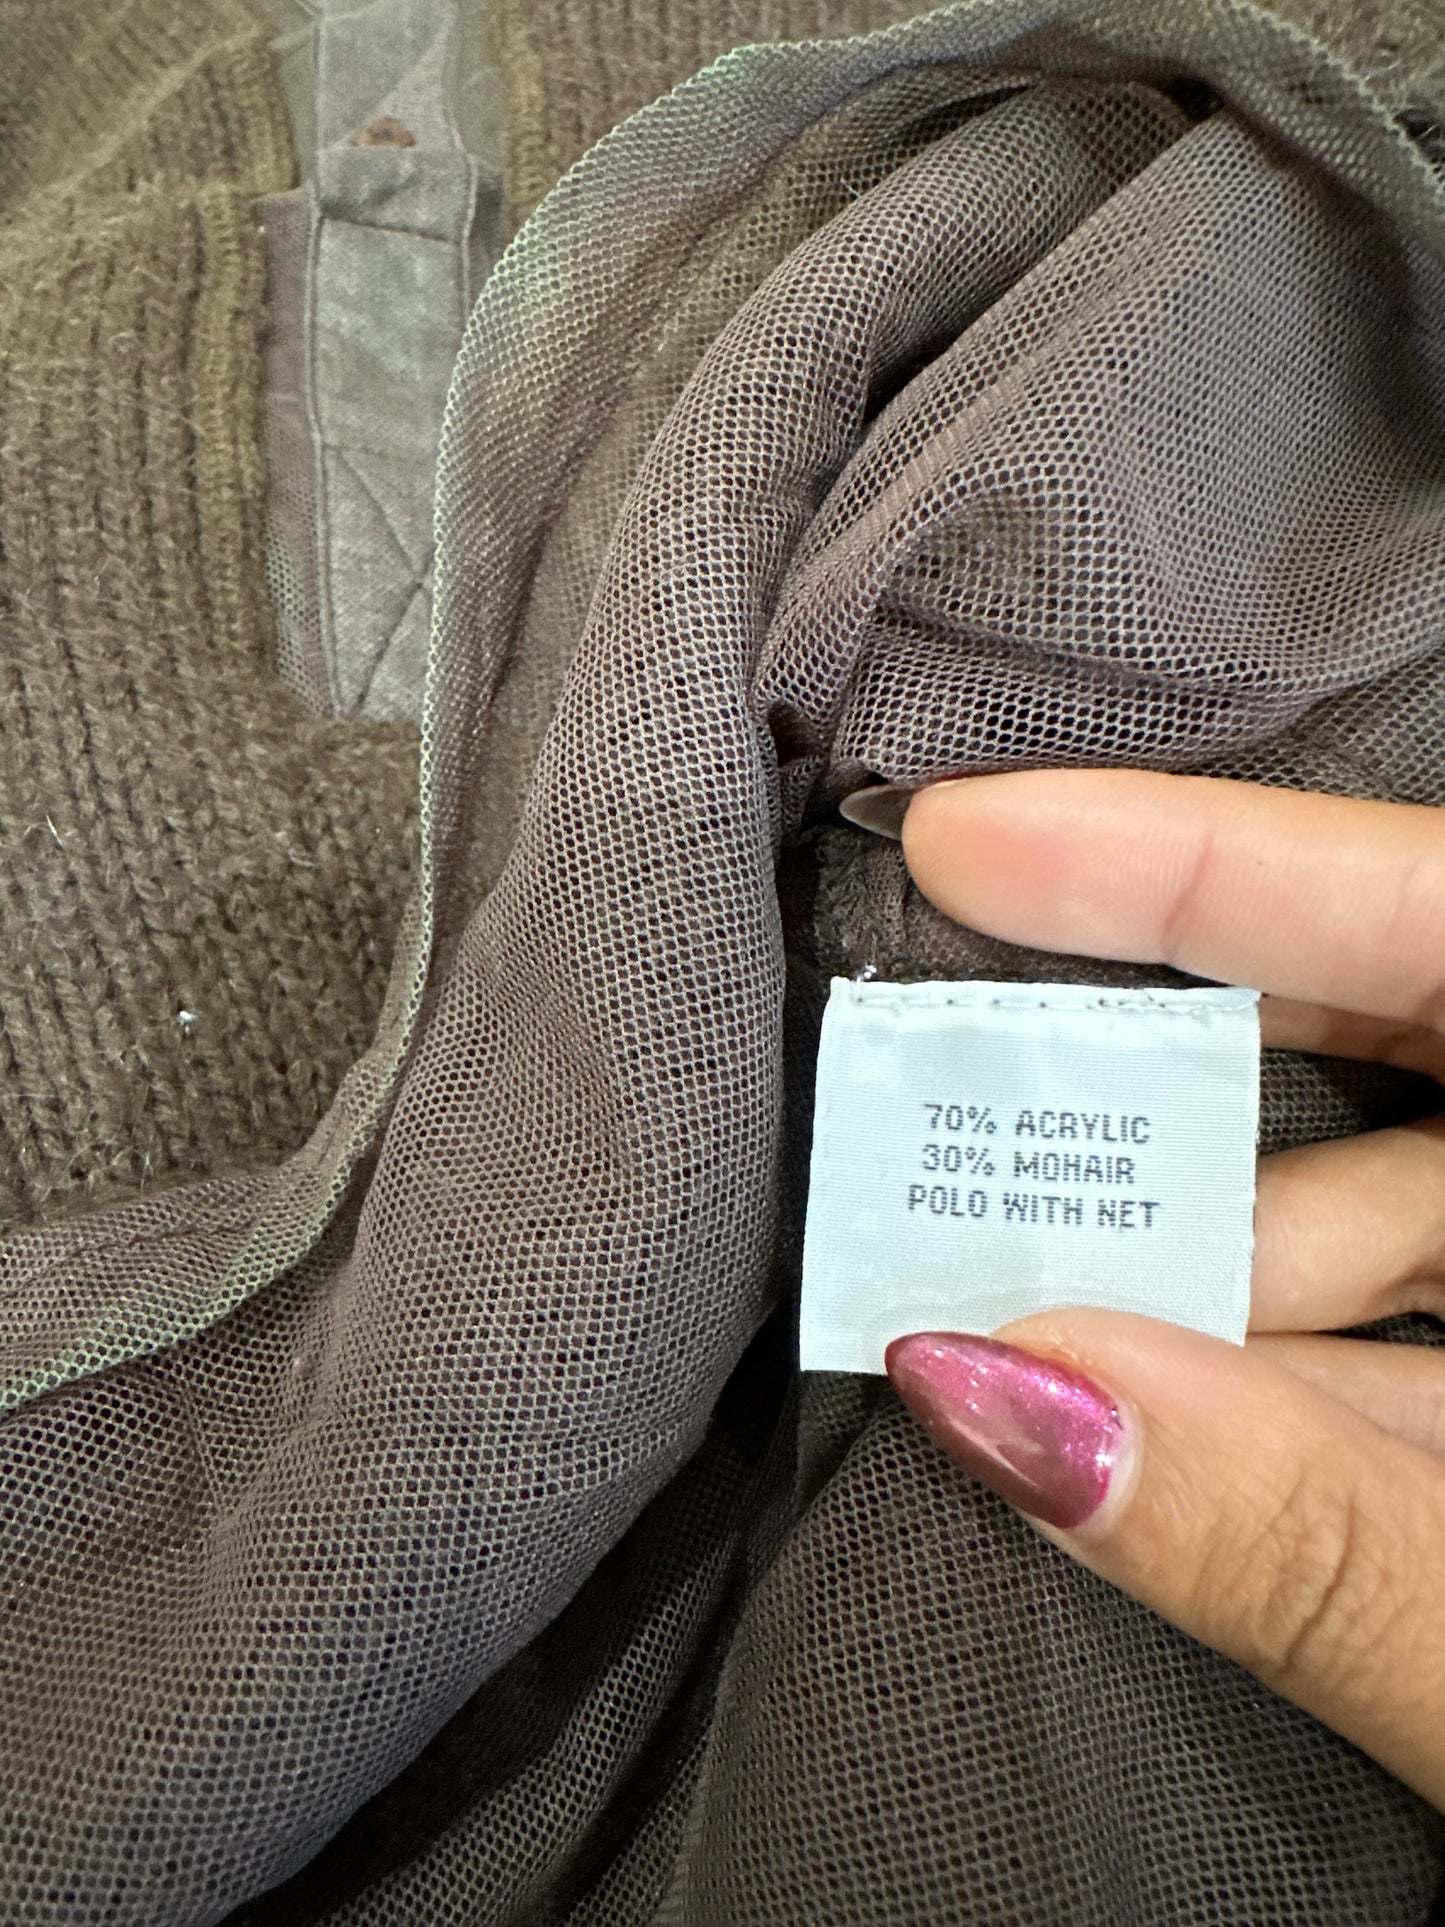 70% ACRYLIC
30% MOHAIR
POLO WITH NET